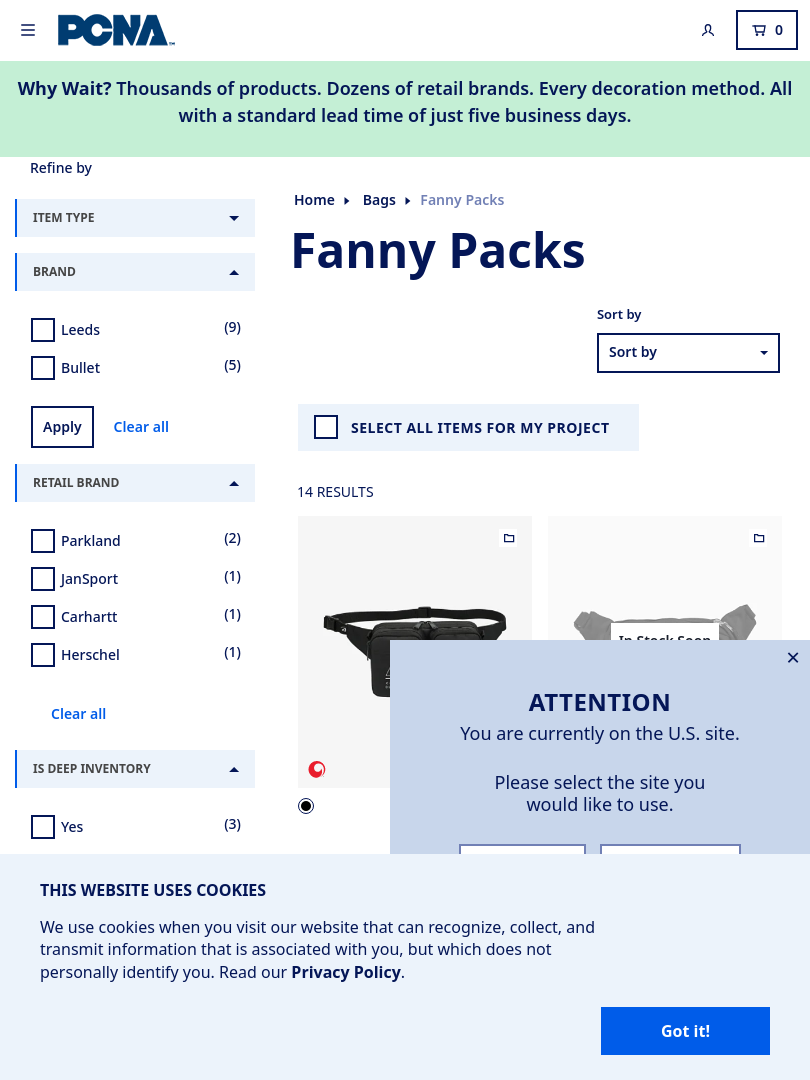 PCNA
0
Why Wait? Thousands of products. Dozens of retail brands. Every decoration method. All
with a standard lead time of just five business days.
Refine by
Home Bags Fanny Packs
Fanny Packs
ITEM TYPE
BRAND
Leeds (9)
Bullet (5)
Apply Clear all
Sort by
Sort by
SELECT ALL ITEMS FOR MY PROJECT
14 RESULTS
RETAIL BRAND
Parkland (2)
JanSport (1)
Carhartt (1)
Herschel (1)
Clear all
IS DEEP INVENTORY
Yes (3)
In Stock Soon
ATTENTION
You are currently on the U.S. site.
Please select the site you
would like to use.
THIS WEBSITE USES COOKIES
We use cookies when you visit our website that can recognize, collect, and
transmit information that is associated with you, but which does not
personally identify you. Read our Privacy Policy.
Got it!